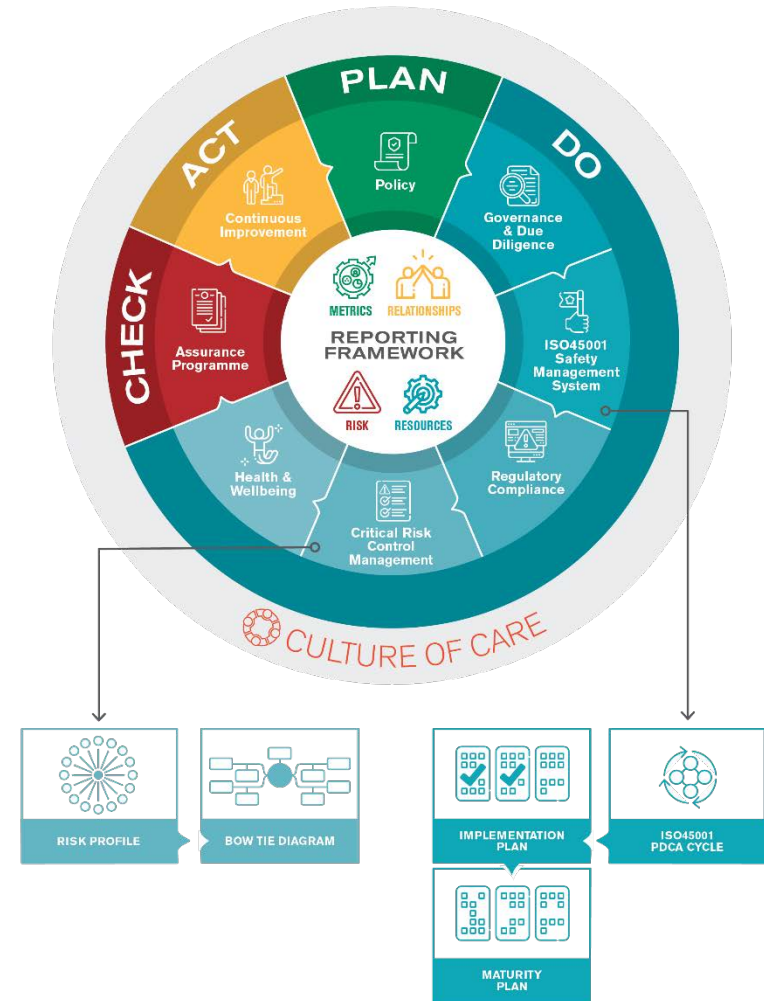 PLAN
DO
ACT
CHECK
Policy
Governance
& Due
Diligence
ISO45001
Safety
Management
System
Regulatory
Compliance
Critical Risk
Control
Management
Health &
Wellbeing
Assurance
Programme
Continuous
Improvement
METRICS
RELATIONSHIPS
REPORTING
FRAMEWORK
RISK
RESOURCES
CULTURE OF CARE
RISK PROFILE
BOW TIE DIAGRAM
IMPLEMENTATION
PLAN
ISO45001
PDCA CYCLE
MATURITY
PLAN